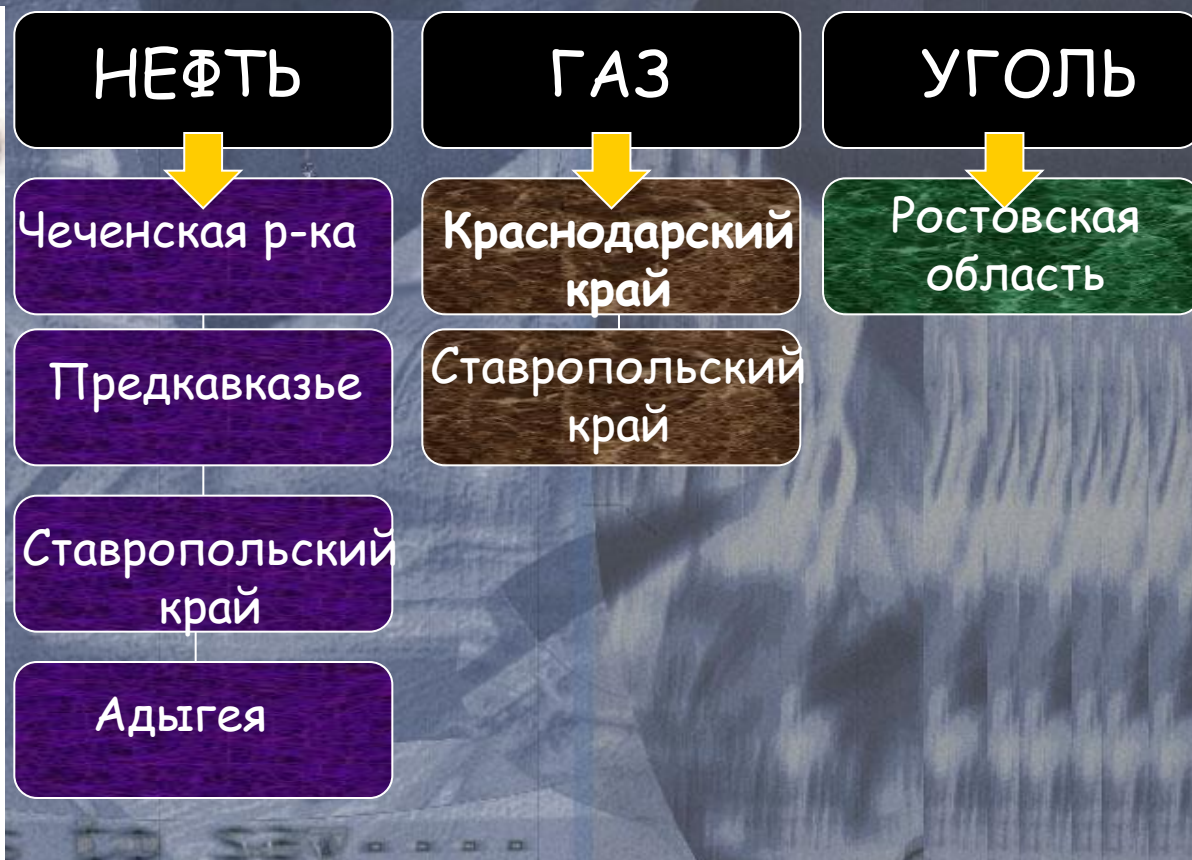 НЕФТЬ
Чеченская р-ка
Предкавказье
Ставропольский
край
Адыгея
ГАЗ
Краснодарский
край
Ставропольский
край
УГОЛЬ
Ростовская
область